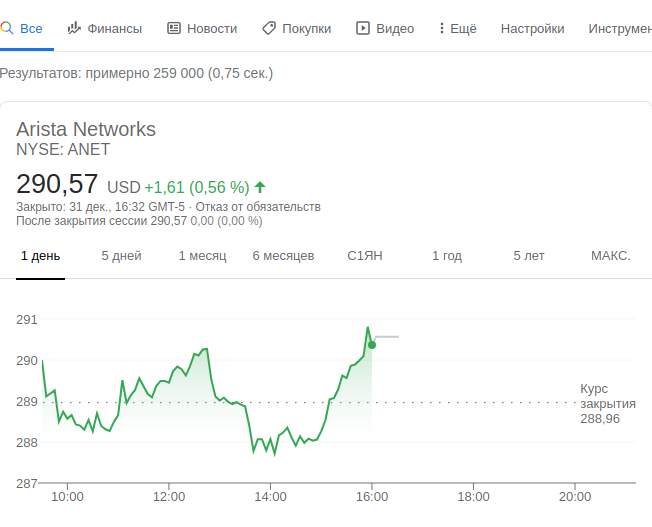 Все Финансы Новости Покупки Видео Ещё Настройки Инструмен
Результатов: примерно 259 000 (0,75 сек.)
Arista Networks
NYSE: ANET
290,57 USD +1,61 (0,56 %)
Закрыто: 31 дек., 16:32 GMT-5 · Отказ от обязательств
После закрытия сессии 290,57 0,00 (0,00 %)
1 день 5 дней 1 месяц 6 месяцев С1ЯН 1 год 5 лет МАКС.
291
290
289
288
287
Курс
закрытия
288,96
10:00 12:00 14:00 16:00 18:00 20:00